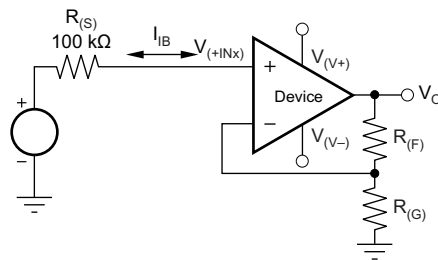 R(S)
100 kΩ
IIB
V(+INx)
V(V+)
+
+
Device
VO
−
−
V(V–)
R(F)
R(G)